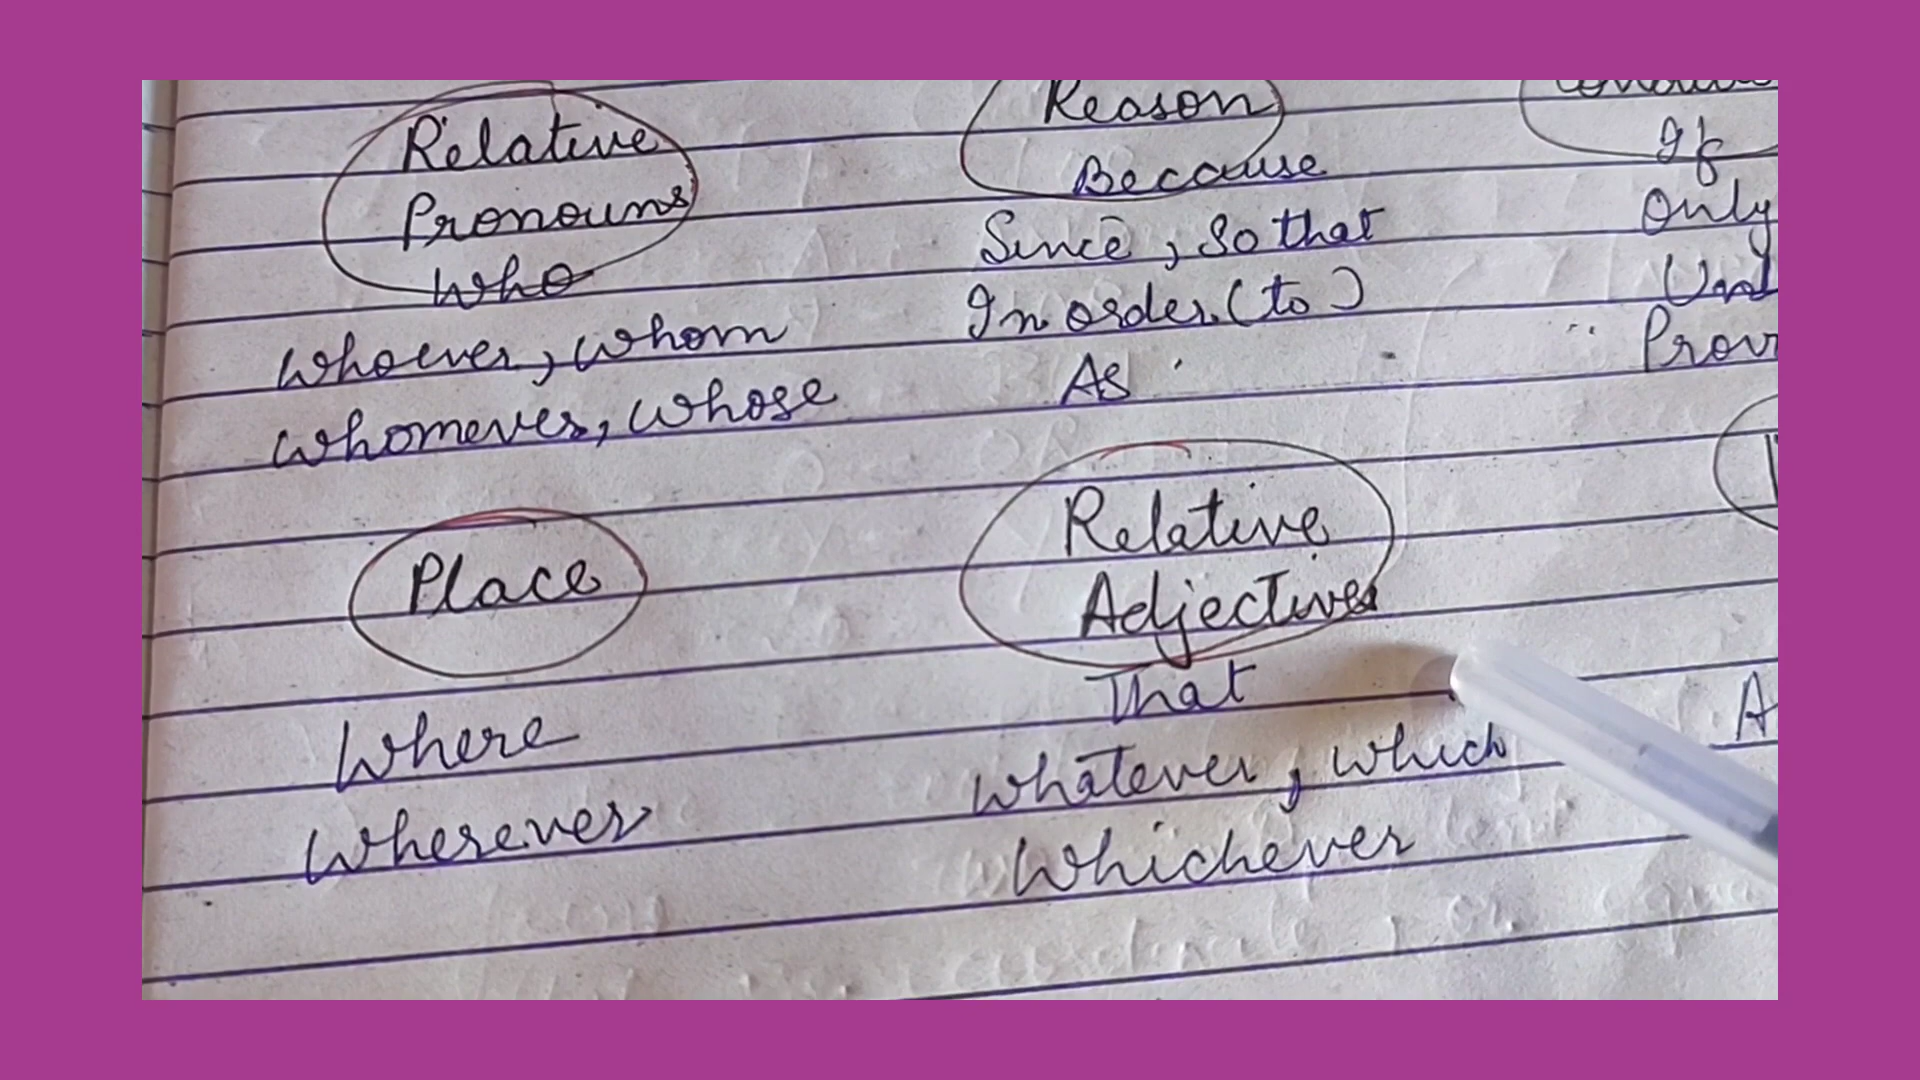 Relative
Pronouns
Who
Whoever, Whom
Whomever, Whose
Reason
Because
Since, So that
In order (to)
As
If
Only
Place
Where
Wherever
Relative
Adjectives
That
Whatever, Which
Whichever